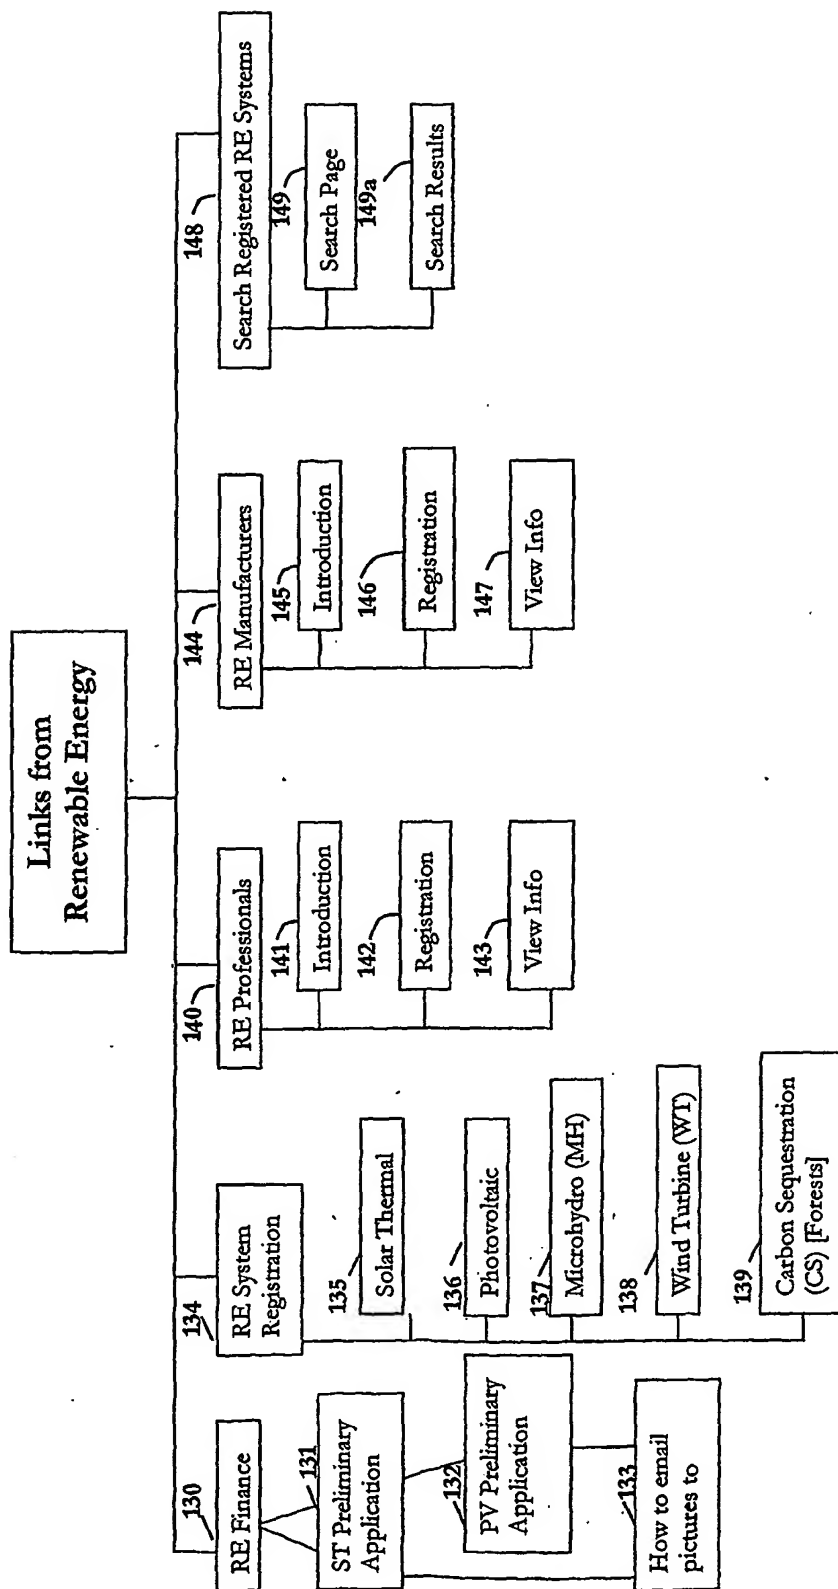 Links from
Renewable Energy
130
RE Finance
131
ST Preliminary
Application
132
PV Preliminary
Application
133
How to email
pictures to
134
RE System
Registration
135
Solar Thermal
136
Photovoltaic
137
Microhydro (MH)
138
Wind Turbine (WT)
139
Carbon Sequestration
(CS) [Forests]
140
RE Professionals
141
Introduction
142
Registration
143
View Info
144
RE Manufacturers
145
Introduction
146
Registration
147
View Info
148
Search Registered RE Systems
149
Search Page
149a
Search Results